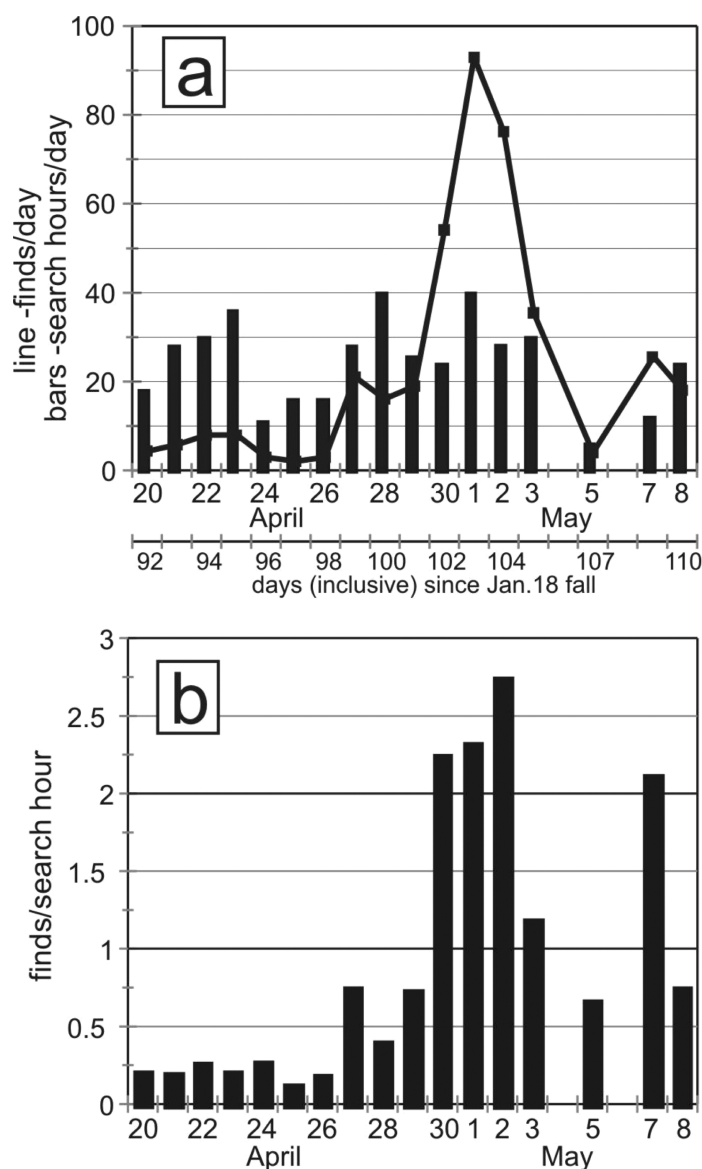 a
line -finds/day
bars -search hours/day
100
80
60
40
20
0
20 22 24 26 28 30 1 2 3 5 7 8
April May
92 94 96 98 100 102 104 107 110
days (inclusive) since Jan.18 fall
b
finds/search hour
3
2.5
2
1.5
1
0.5
0
20 22 24 26 28 30 1 2 3 5 7 8
April May